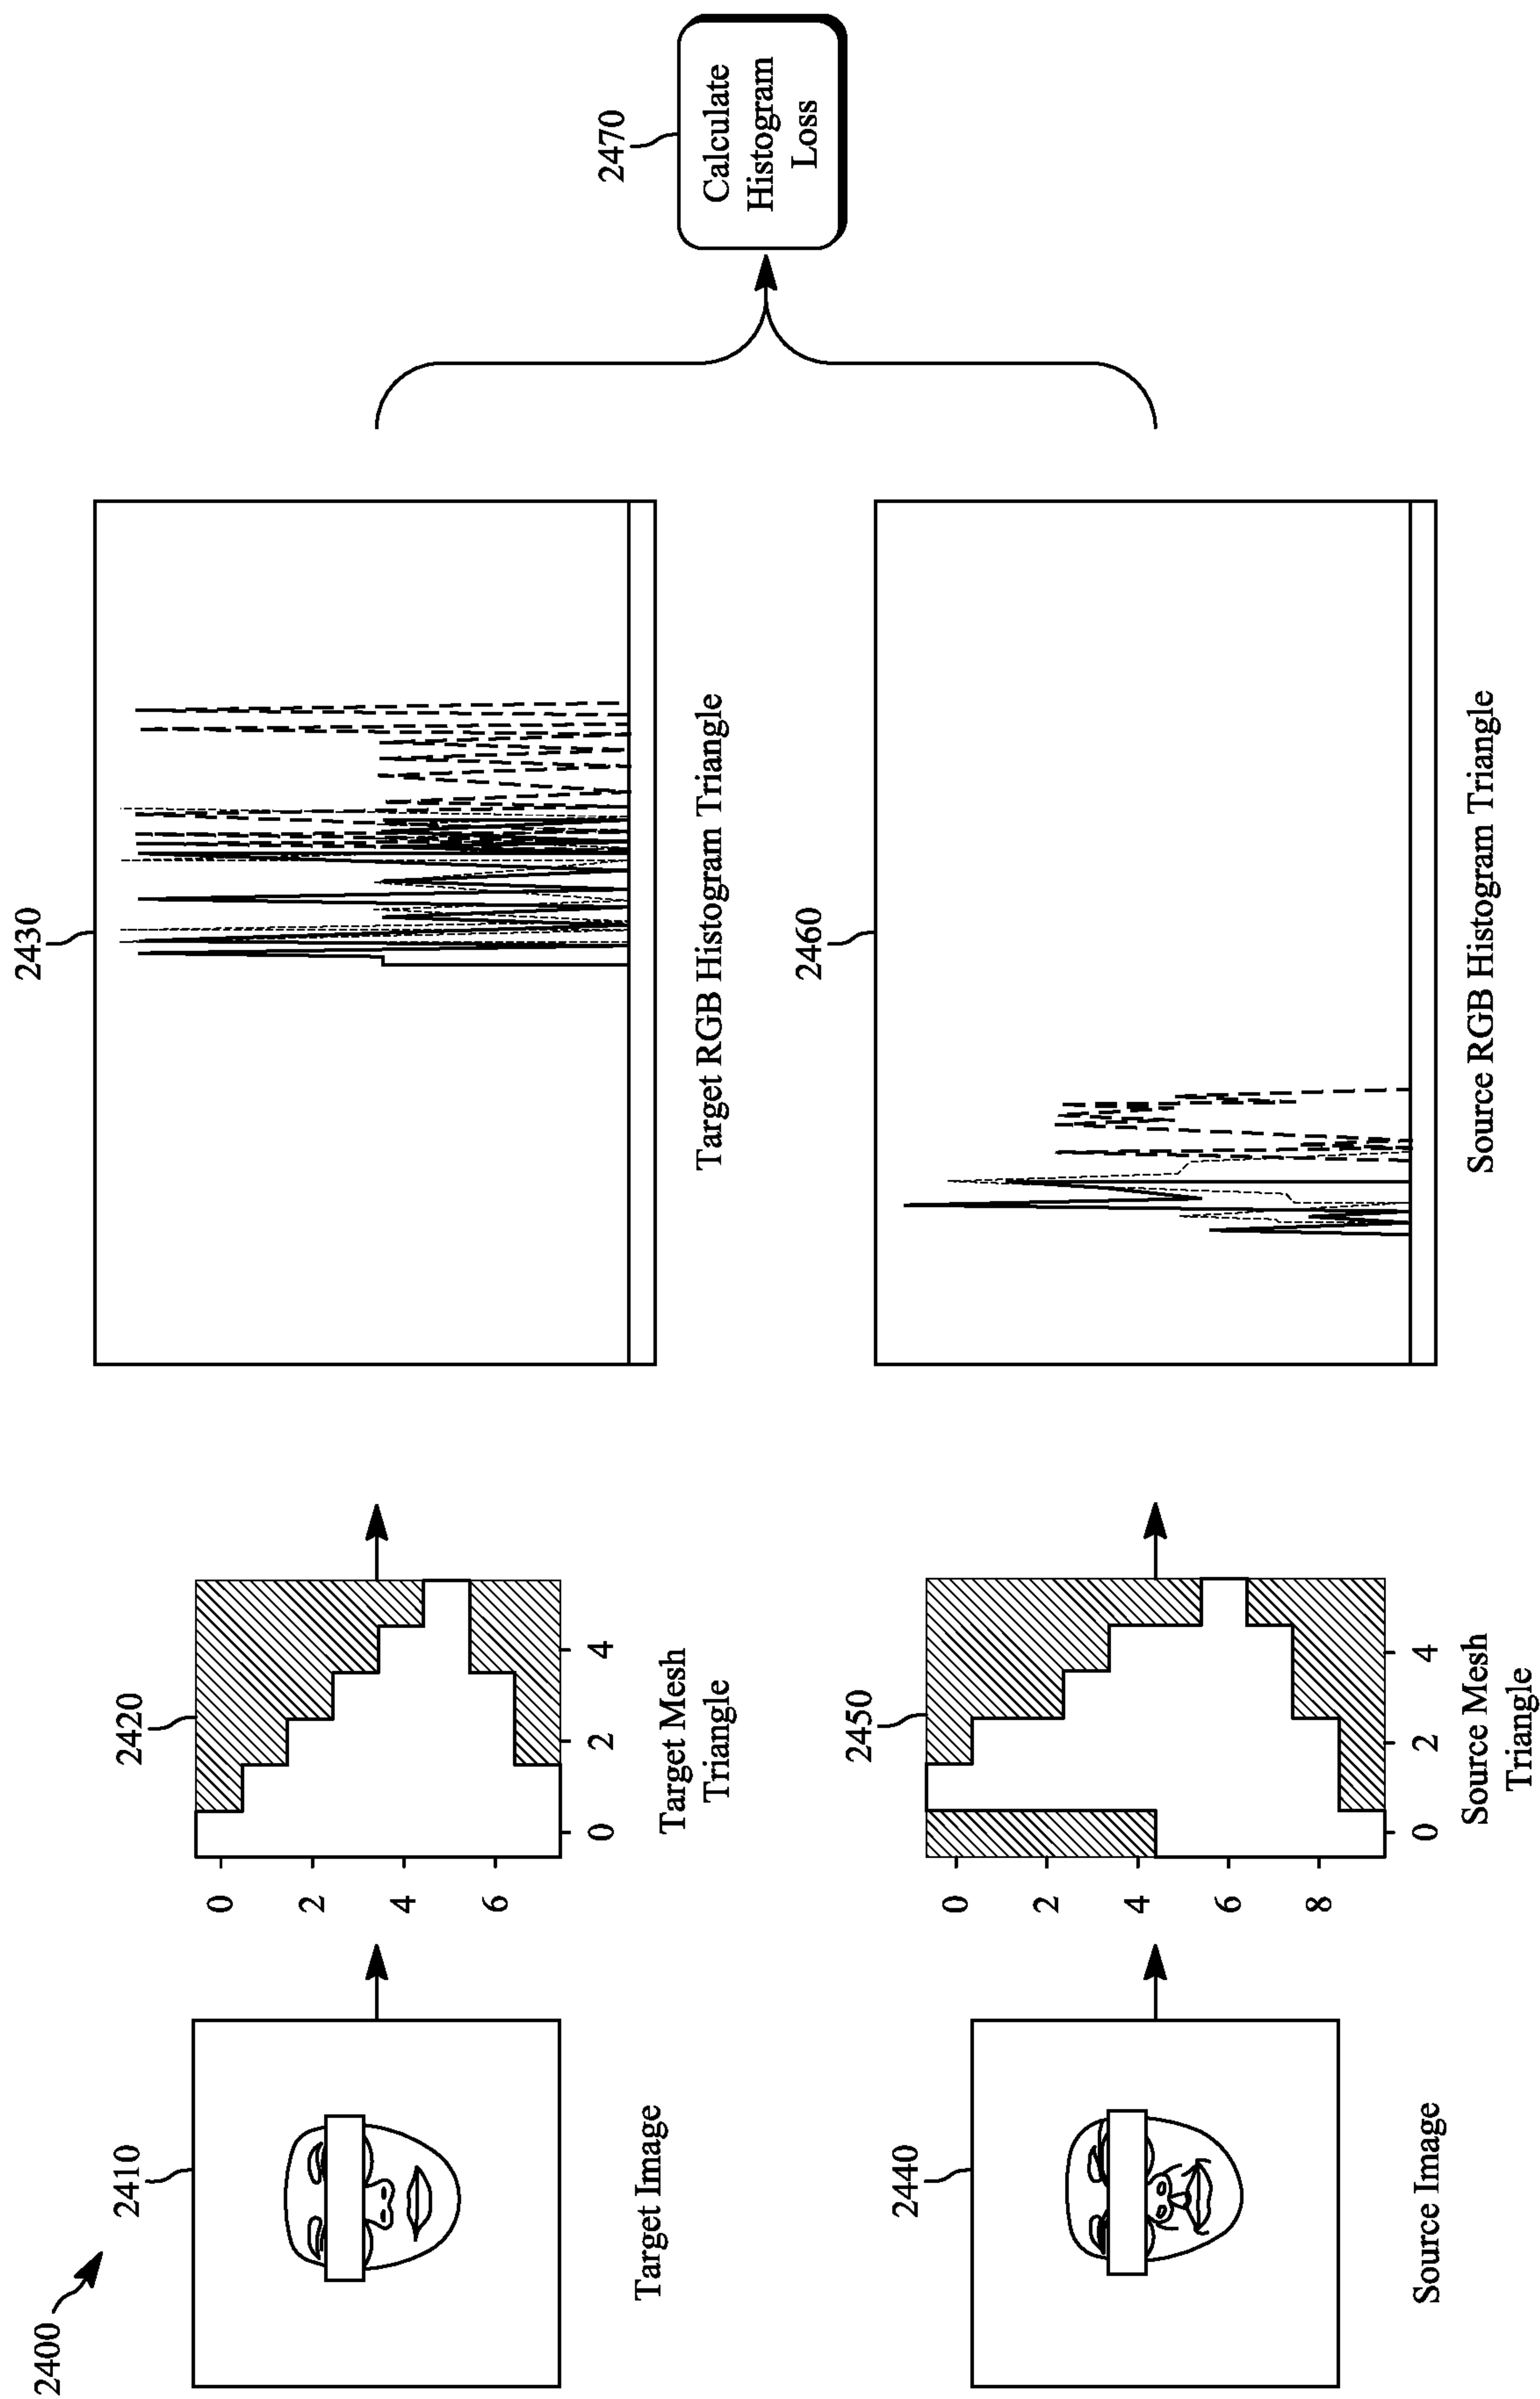 2400
2410
Target Image
2420
0
2
4
6
0
2
4
Target Mesh
Triangle
2430
Target RGB Histogram Triangle
2440
Source Image
2450
0
2
4
6
8
0
2
4
Source Mesh
Triangle
2460
Source RGB Histogram Triangle
2470
Calculate
Histogram
Loss